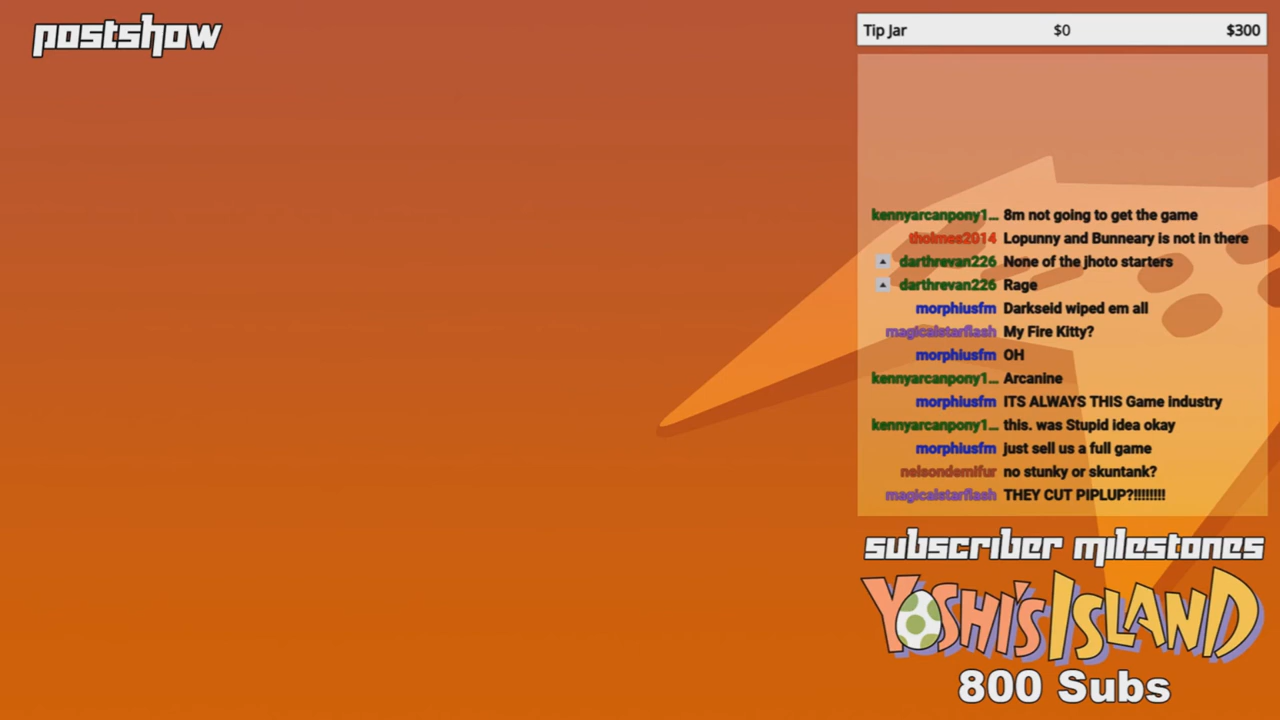 postshow
Tip Jar $0 $300
kennyarcanpony1... 8m not going to get the game
tholmes2014 Lopunny and Bunneary is not in there
darthrevan226 None of the jhoto starters
darthrevan226 Rage
morphiusfm Darkseid wiped em all
magicalstarflash My Fire Kitty?
morphiusfm OH
kennyarcanpony1... Arcanine
morphiusfm ITS ALWAYS THIS Game industry
kennyarcanpony1... this. was Stupid idea okay
morphiusfm just sell us a full game
nelsondemifur no stunky or skuntank?
magicalstarflash THEY CUT PIPLUP?!!!!!!!!
subscriber milestones
YOSHI'S ISLAND
800 Subs